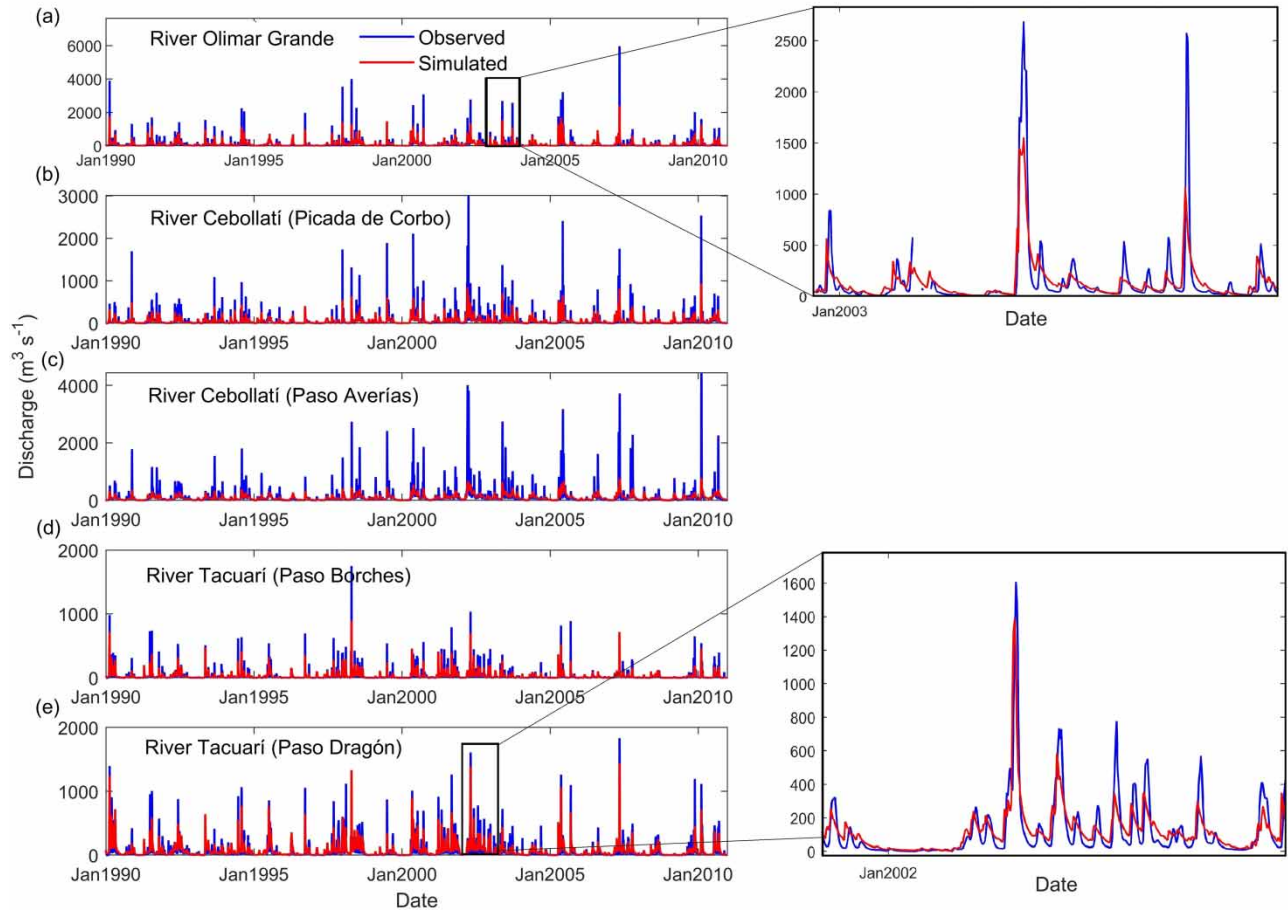 (a)
River Olimar Grande
Observed
Simulated
6000
4000
2000
0
Jan1990 Jan1995 Jan2000 Jan2005 Jan2010
2500
2000
1500
1000
500
0
Jan2003
Date
(b)
River Cebollatí (Picada de Corbo)
3000
2000
1000
0
Jan1990 Jan1995 Jan2000 Jan2005 Jan2010
(c)
River Cebollatí (Paso Averías)
4000
2000
0
Jan1990 Jan1995 Jan2000 Jan2005 Jan2010
Discharge (m³ s⁻¹)
(d)
River Tacuarí (Paso Borches)
2000
1000
0
Jan1990 Jan1995 Jan2000 Jan2005 Jan2010
(e)
River Tacuarí (Paso Dragón)
2000
1000
0
Jan1990 Jan1995 Jan2000 Jan2005 Jan2010
Date
1600
1400
1200
1000
800
600
400
200
0
Jan2002
Date